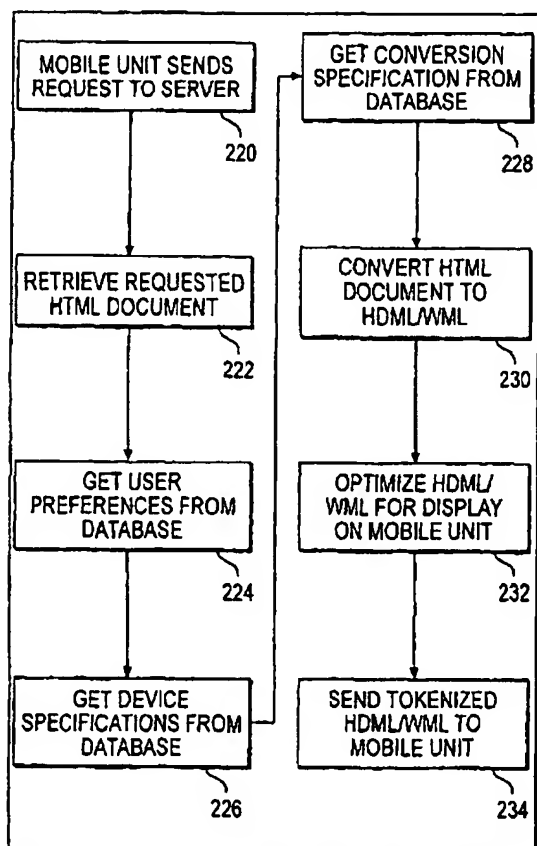 MOBILE UNIT SENDS
REQUEST TO SERVER
220
RETRIEVE REQUESTED
HTML DOCUMENT
222
GET USER
PREFERENCES FROM
DATABASE
224
GET DEVICE
SPECIFICATIONS FROM
DATABASE
226
GET CONVERSION
SPECIFICATION FROM
DATABASE
228
CONVERT HTML
DOCUMENT TO
HDML/WML
230
OPTIMIZE HDML/
WML FOR DISPLAY
ON MOBILE UNIT
232
SEND TOKENIZED
HDML/WML TO
MOBILE UNIT
234